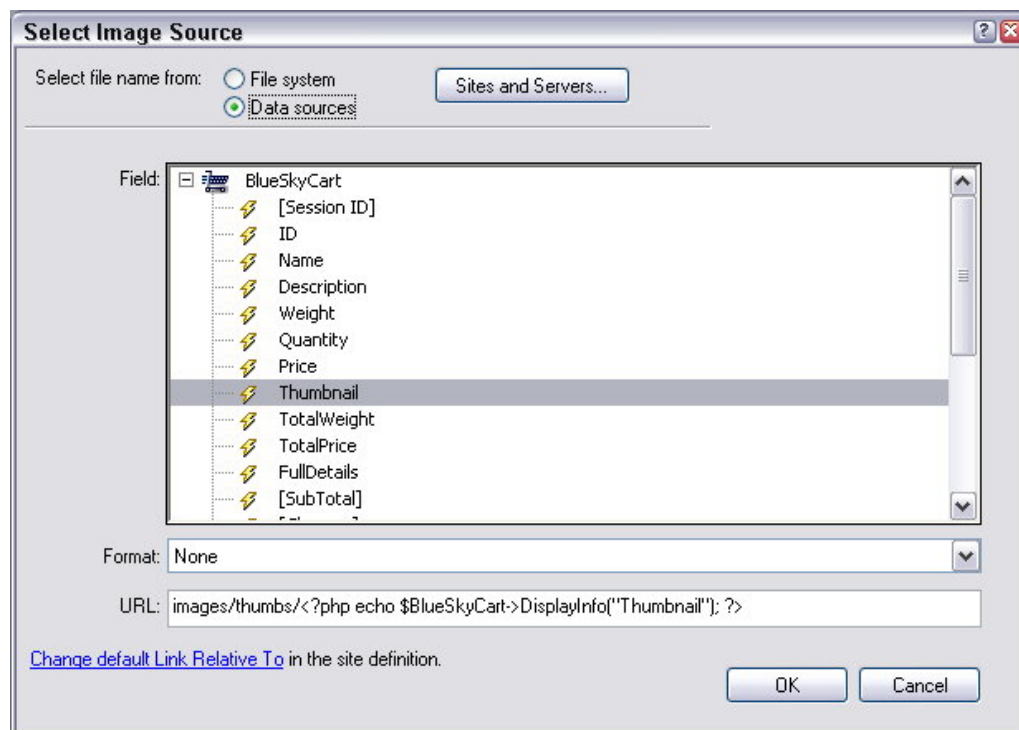 Select Image Source
Select file name from: File system
Sites and Servers...
Data sources
Field: BlueSkyCart
[Session ID]
ID
Name
Description
Weight
Quantity
Price
Thumbnail
TotalWeight
TotalPrice
FullDetails
[SubTotal]
Format: None
URL: images/thumbs/<?php echo $BlueSkyCart->DisplayInfo("Thumbnail"); ?>
Change default Link Relative To in the site definition.
OK Cancel